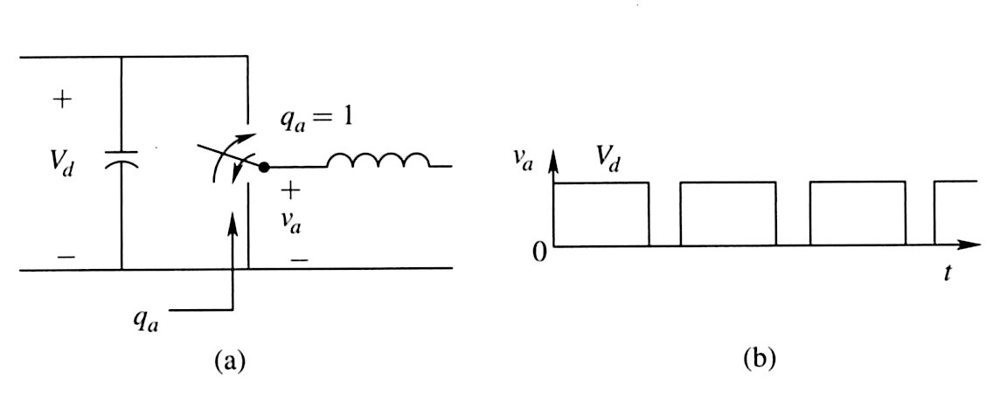 +
V_d
−
q_a = 1
+
v_a
−
q_a
(a)
v_a
V_d
0
t
(b)